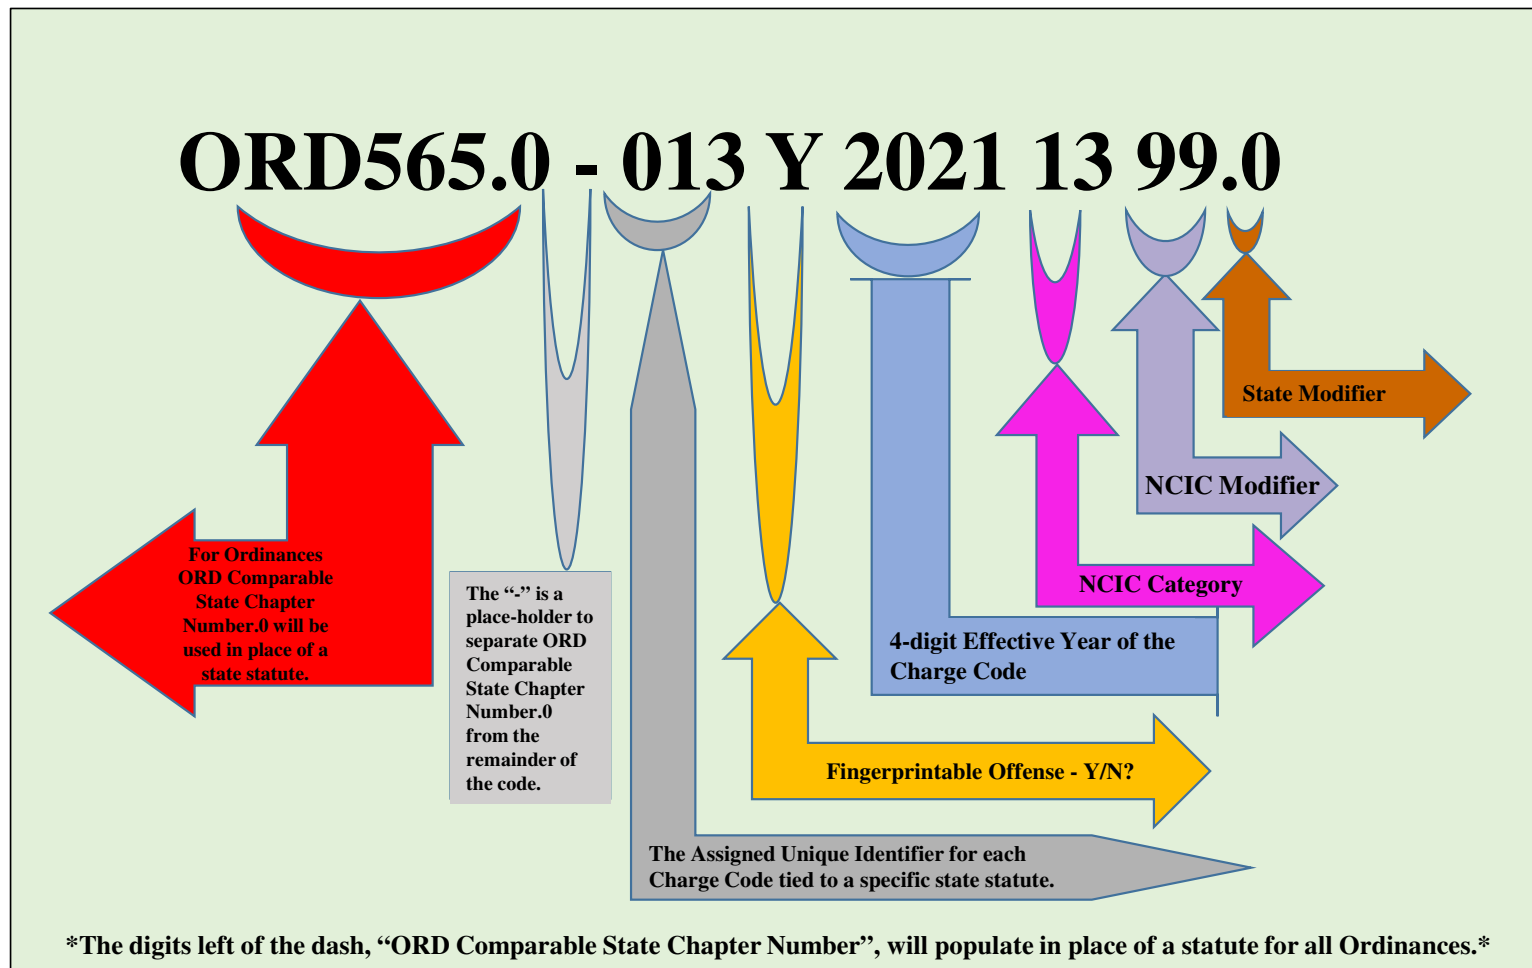 ORD565.0 - 013 Y 2021 13 99.0
State Modifier
NCIC Modifier
For Ordinances
ORD Comparable
State Chapter
Number.0 will be
used in place of a
state statute.
The “-” is a
place-holder to
separate ORD
Comparable
State Chapter
Number.0
from the
remainder of
the code.
NCIC Category
4-digit Effective Year of the
Charge Code
Fingerprintable Offense - Y/N?
The Assigned Unique Identifier for each
Charge Code tied to a specific state statute.
*The digits left of the dash, “ORD Comparable State Chapter Number”, will populate in place of a statute for all Ordinances.*